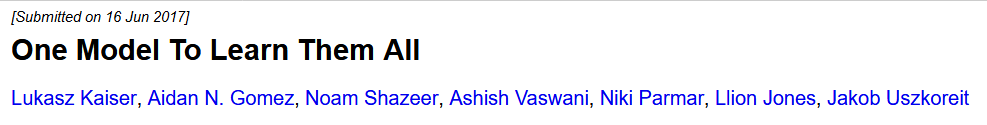 [Submitted on 16 Jun 2017]
One Model To Learn Them All
Lukasz Kaiser, Aidan N. Gomez, Noam Shazeer, Ashish Vaswani, Niki Parmar, Llion Jones, Jakob Uszkoreit